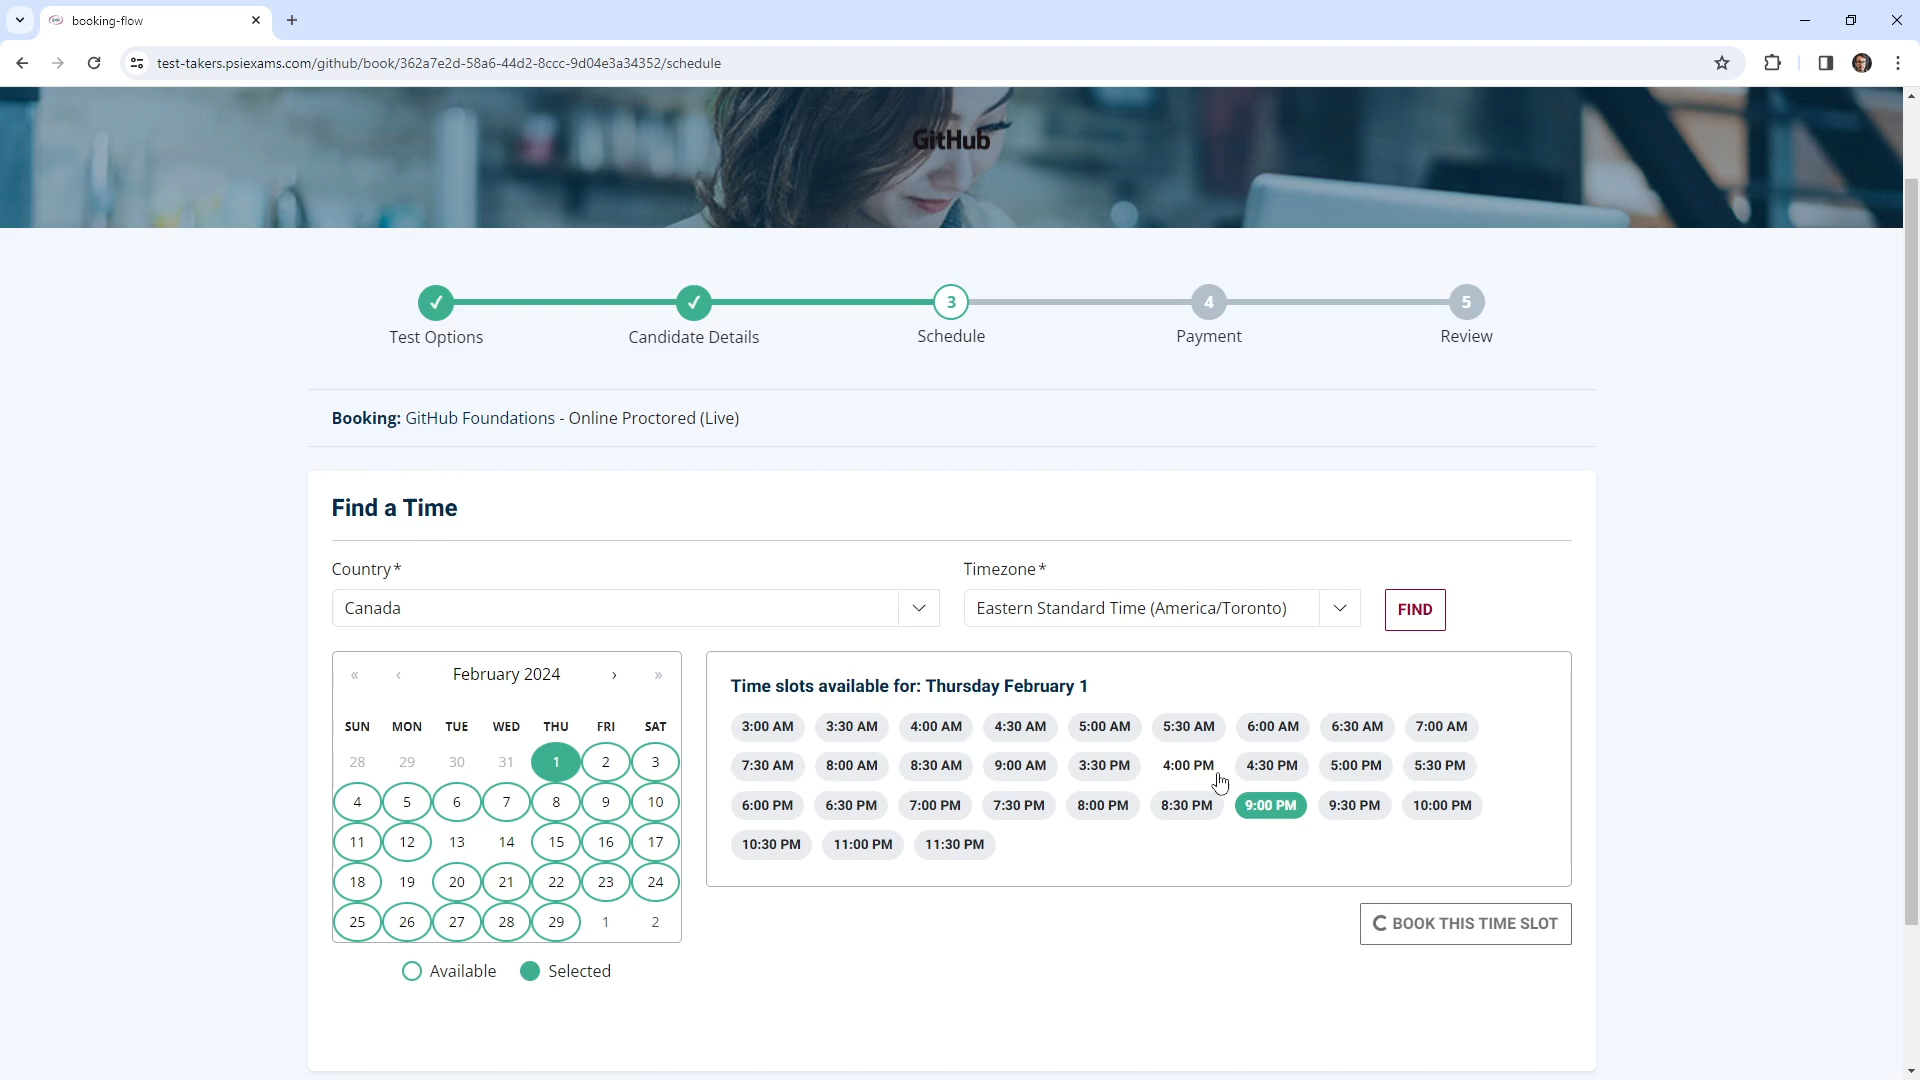 booking-flow
test-takers.psiexams.com/github/book/362a7e2d-58a6-44d2-8ccc-9d04e3a34352/schedule
GitHub
3 4 5
Test Options Candidate Details Schedule Payment Review
Booking: GitHub Foundations - Online Proctored (Live)
Find a Time
Country* Timezone*
Canada Eastern Standard Time (America/Toronto) FIND
« ‹ February 2024 › »
SUN MON TUE WED THU FRI SAT
28 29 30 31 1 2 3
4 5 6 7 8 9 10
11 12 13 14 15 16 17
18 19 20 21 22 23 24
25 26 27 28 29 1 2
Available Selected
Time slots available for: Thursday February 1
3:00 AM 3:30 AM 4:00 AM 4:30 AM 5:00 AM 5:30 AM 6:00 AM 6:30 AM 7:00 AM
7:30 AM 8:00 AM 8:30 AM 9:00 AM 3:30 PM 4:00 PM 4:30 PM 5:00 PM 5:30 PM
6:00 PM 6:30 PM 7:00 PM 7:30 PM 8:00 PM 8:30 PM 9:00 PM 9:30 PM 10:00 PM
10:30 PM 11:00 PM 11:30 PM
BOOK THIS TIME SLOT